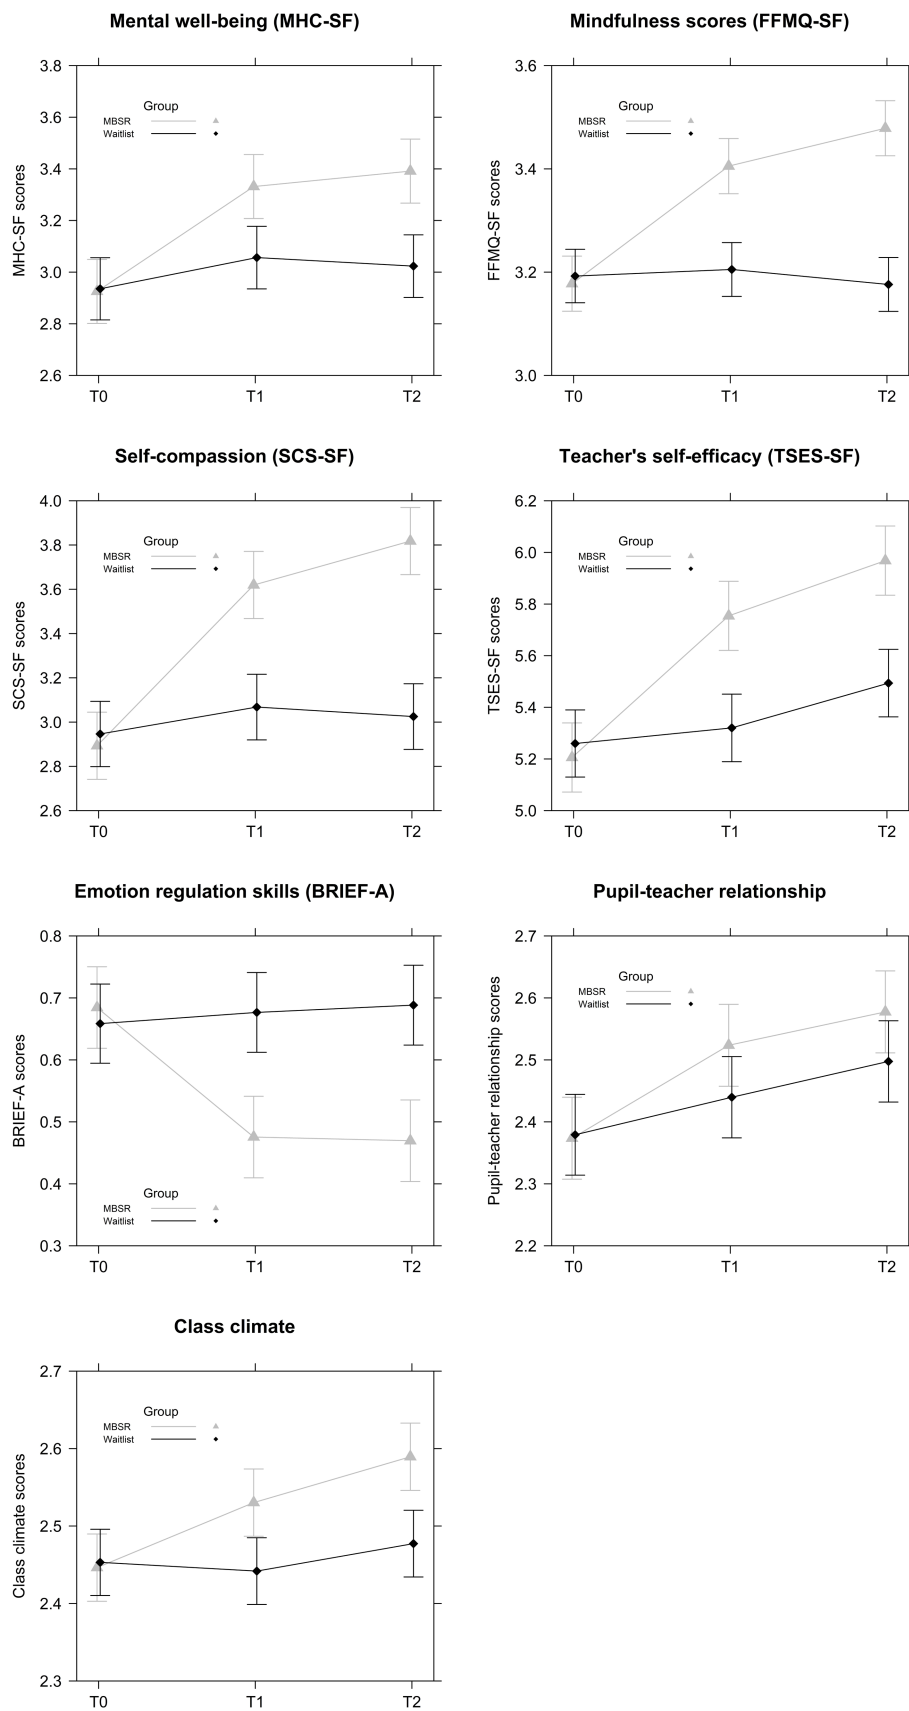 Mental well-being (MHC-SF)
3.8
3.6
3.4
3.2
3.0
2.8
2.6
MHC-SF scores
Group
MBSR
Waitlist
T0 T1 T2
Mindfulness scores (FFMQ-SF)
3.6
3.4
3.2
3.0
FFMQ-SF scores
Group
MBSR
Waitlist
T0 T1 T2
Self-compassion (SCS-SF)
4.0
3.8
3.6
3.4
3.2
3.0
2.8
2.6
SCS-SF scores
Group
MBSR
Waitlist
T0 T1 T2
Teacher's self-efficacy (TSES-SF)
6.2
6.0
5.8
5.6
5.4
5.2
5.0
TSES-SF scores
Group
MBSR
Waitlist
T0 T1 T2
Emotion regulation skills (BRIEF-A)
0.8
0.7
0.6
0.5
0.4
0.3
BRIEF-A scores
Group
MBSR
Waitlist
T0 T1 T2
Pupil-teacher relationship
2.7
2.6
2.5
2.4
2.3
2.2
Pupil-teacher relationship scores
Group
MBSR
Waitlist
T0 T1 T2
Class climate
2.7
2.6
2.5
2.4
2.3
Class climate scores
Group
MBSR
Waitlist
T0 T1 T2